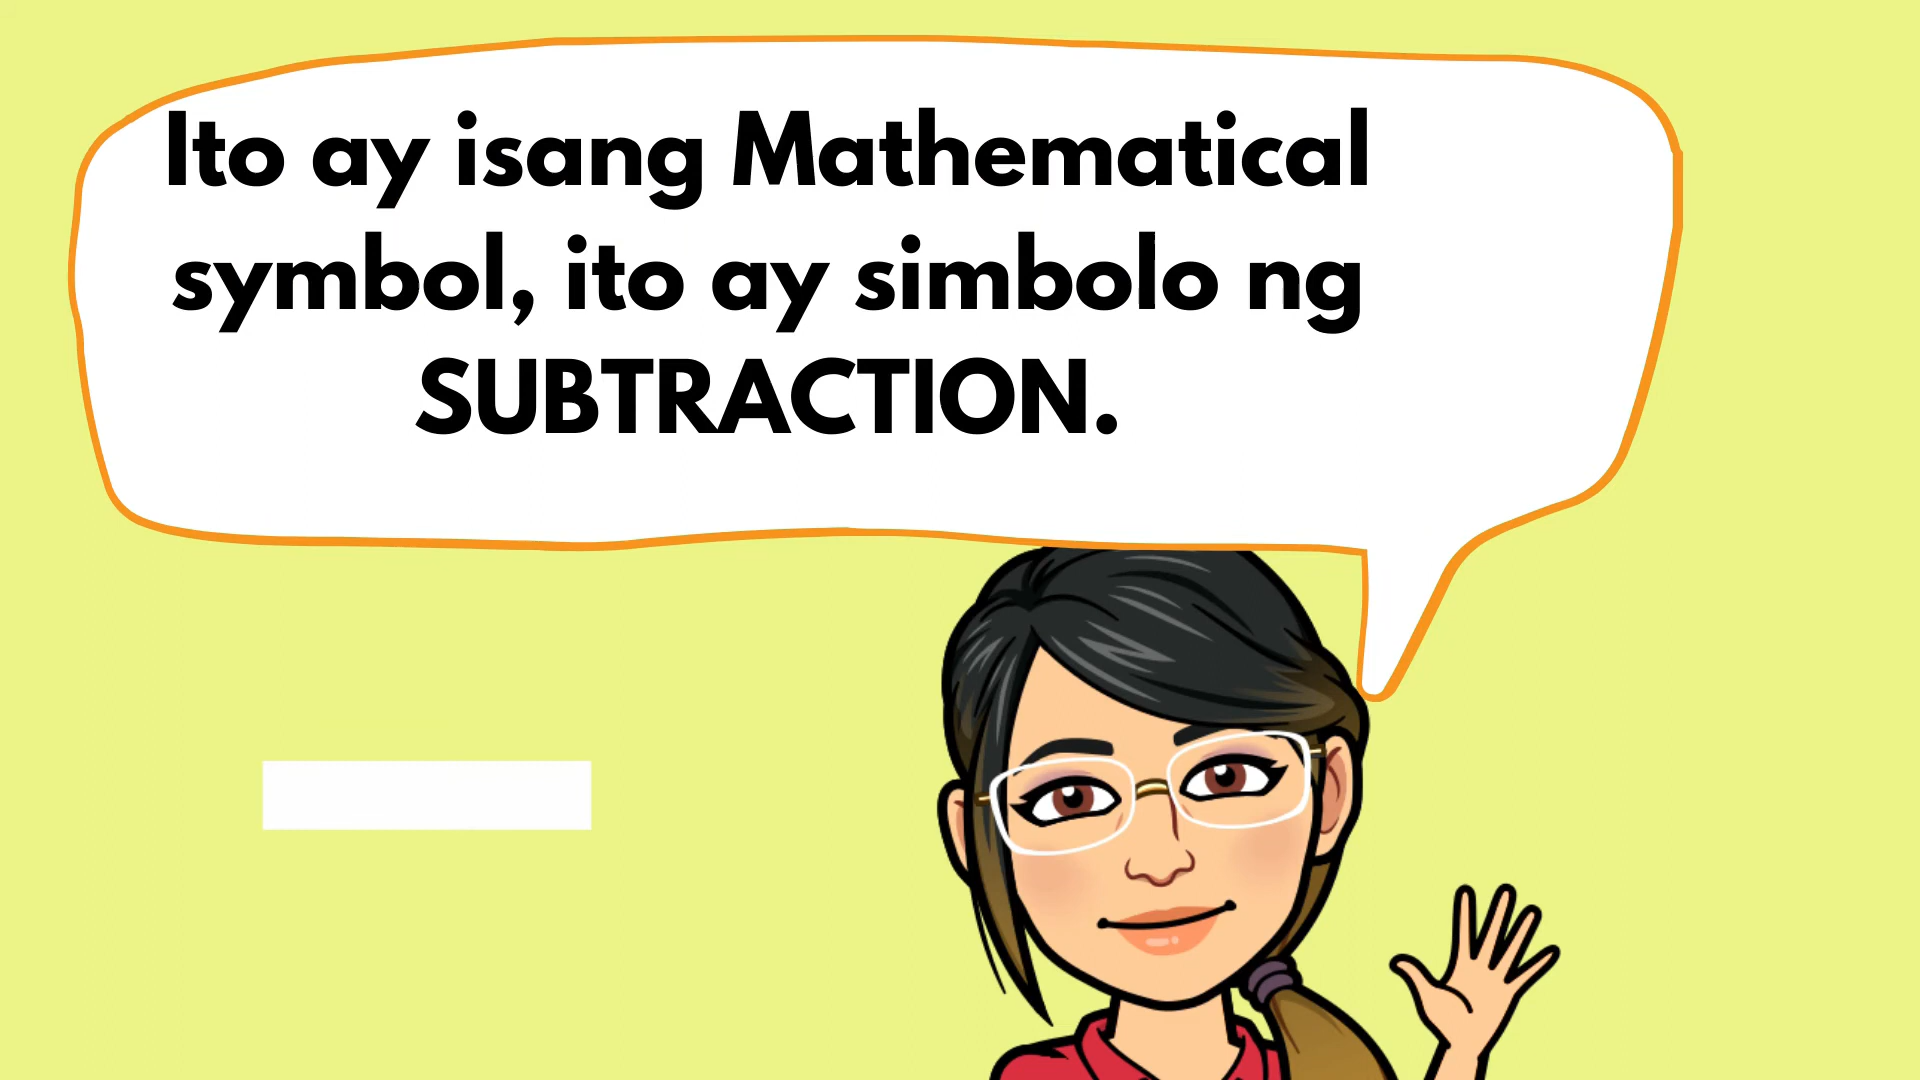 Ito ay isang Mathematical
symbol, ito ay simbolo ng
SUBTRACTION.